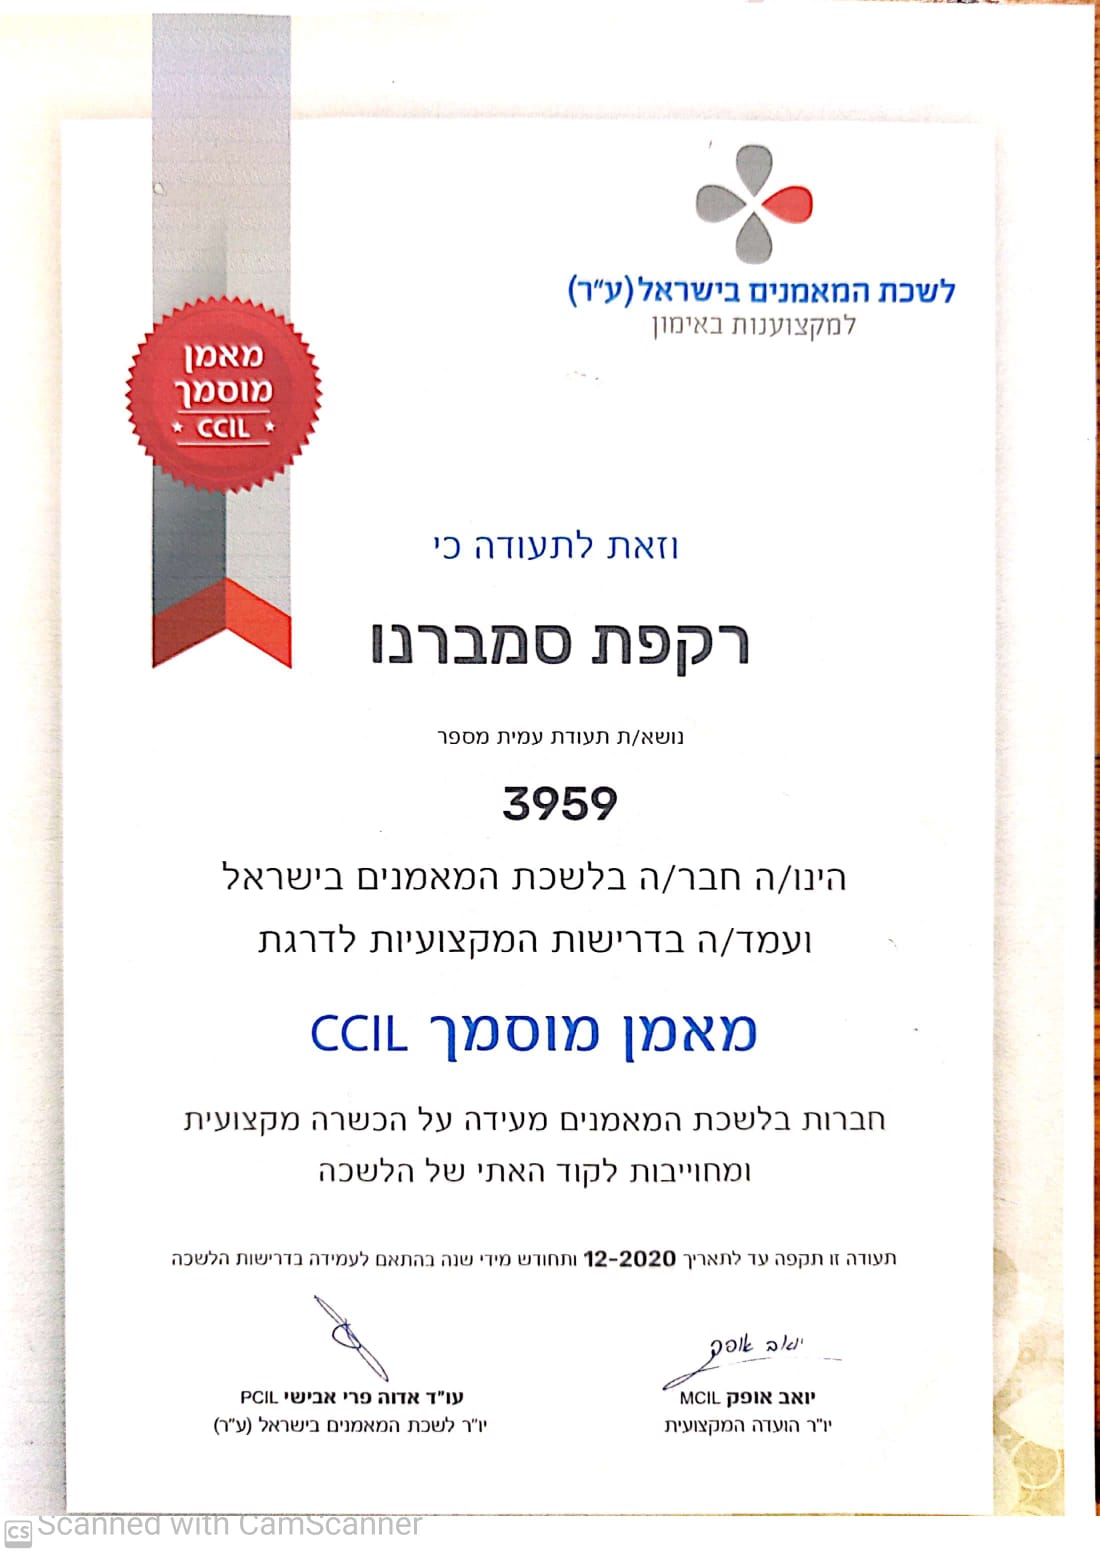 לשכת המאמנים בישראל (ע״ר)
למקצוענות באימון
מאמן
מוסמך
CCIL
וזאת לתעודה כי
רקפת סמברנו
נושא/ת תעודת עמית מספר
3959
הינו/ה חבר/ה בלשכת המאמנים בישראל
ועמד/ה בדרישות המקצועיות לדרגת
מאמן מוסמך CCIL
חברות בלשכת המאמנים מעידה על הכשרה מקצועית
ומחוייבות לקוד האתי של הלשכה
תעודה זו תקפה עד לתאריך 12-2020 ותחודש מידי שנה בהתאם לעמידה בדרישות הלשכה
יואב אופק
יואב אופק MCIL
יו"ר הועדה המקצועית
עו"ד אדוה פרי אבישי PCIL
יו"ר לשכת המאמנים בישראל (ע"ר)
CS Scanned with CamScanner